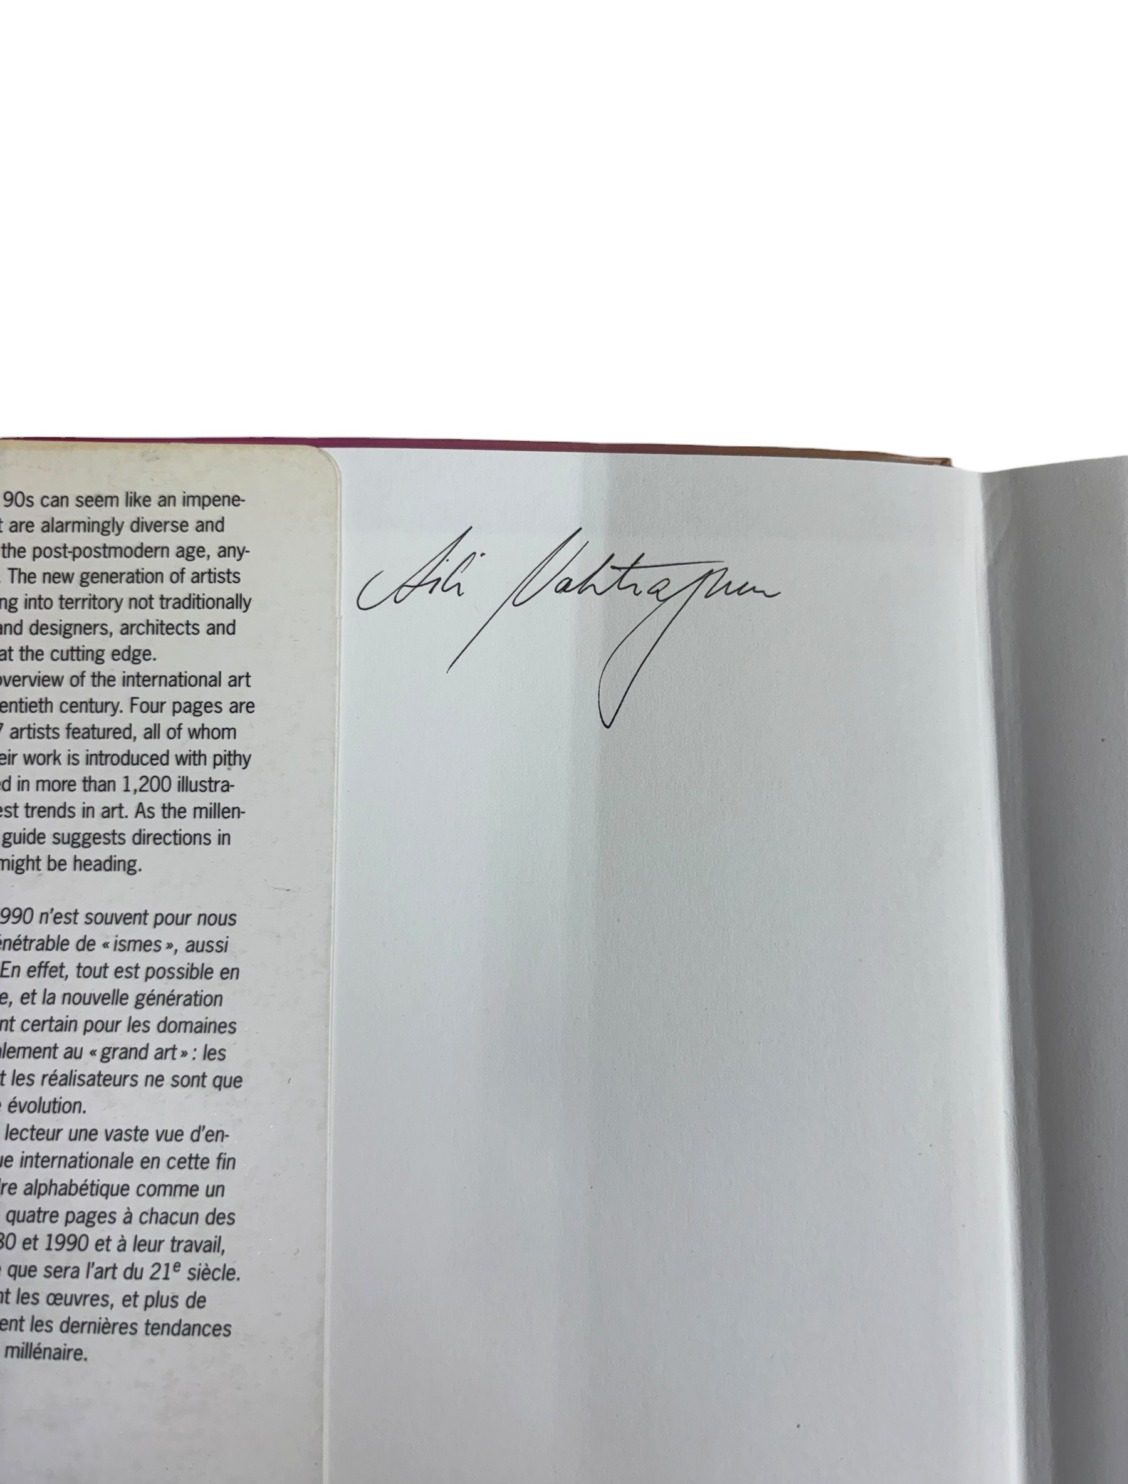 Aili Vahtrapuu
90s can seem like an impene-
t are alarmingly diverse and
the post-postmodern age, any-
The new generation of artists
ng into territory not traditionally
and designers, architects and
at the cutting edge.
overview of the international art
entieth century. Four pages are
7 artists featured, all of whom
eir work is introduced with pithy
ed in more than 1,200 illustra-
est trends in art. As the millen-
guide suggests directions in
might be heading.
990 n'est souvent pour nous
énétrable de « ismes », aussi
En effet, tout est possible en
e, et la nouvelle génération
nt certain pour les domaines
alement au « grand art » : les
t les réalisateurs ne sont que
évolution.
lecteur une vaste vue d'en-
ue internationale en cette fin
re alphabétique comme un
quatre pages à chacun des
80 et 1990 et à leur travail,
que sera l'art du 21e siècle.
nt les œuvres, et plus de
ent les dernières tendances
millénaire.